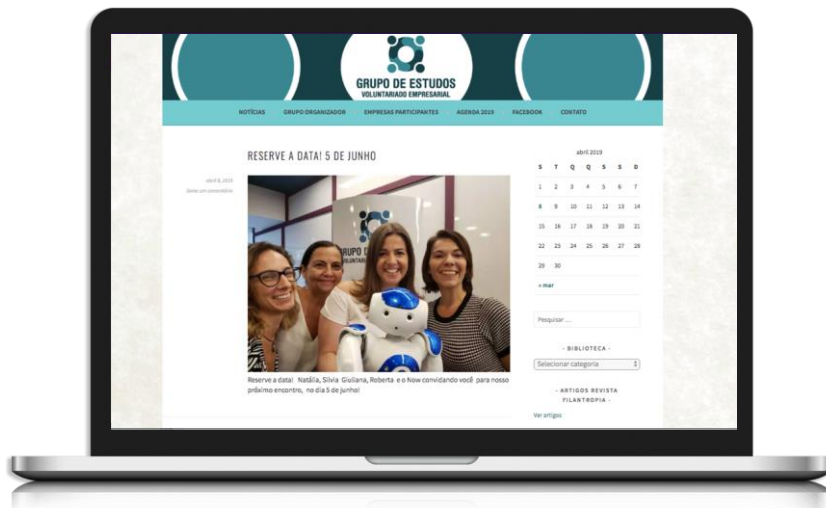 GRUPO DE ESTUDOS
VOLUNTARIADO EMPRESARIAL
NOTÍCIAS GRUPO ORGANIZADOR EMPRESAS PARTICIPANTES AGENDA 2019 FACEBOOK CONTATO
RESERVE A DATA! 5 DE JUNHO
abril 8, 2019
Deixe um comentário
GRUPO
Reserve a data! Natália, Silvia Giuliana, Roberta e o Now convidando você para nosso
próximo encontro, no dia 5 de junho!
abril 2019
S T Q Q S S D
1 2 3 4 5 6 7
8 9 10 11 12 13 14
15 16 17 18 19 20 21
22 23 24 25 26 27 28
29 30
« mar
Pesquisar ...
- BIBLIOTECA -
Selecionar categoria
- ARTIGOS REVISTA
FILANTROPIA -
Ver artigos